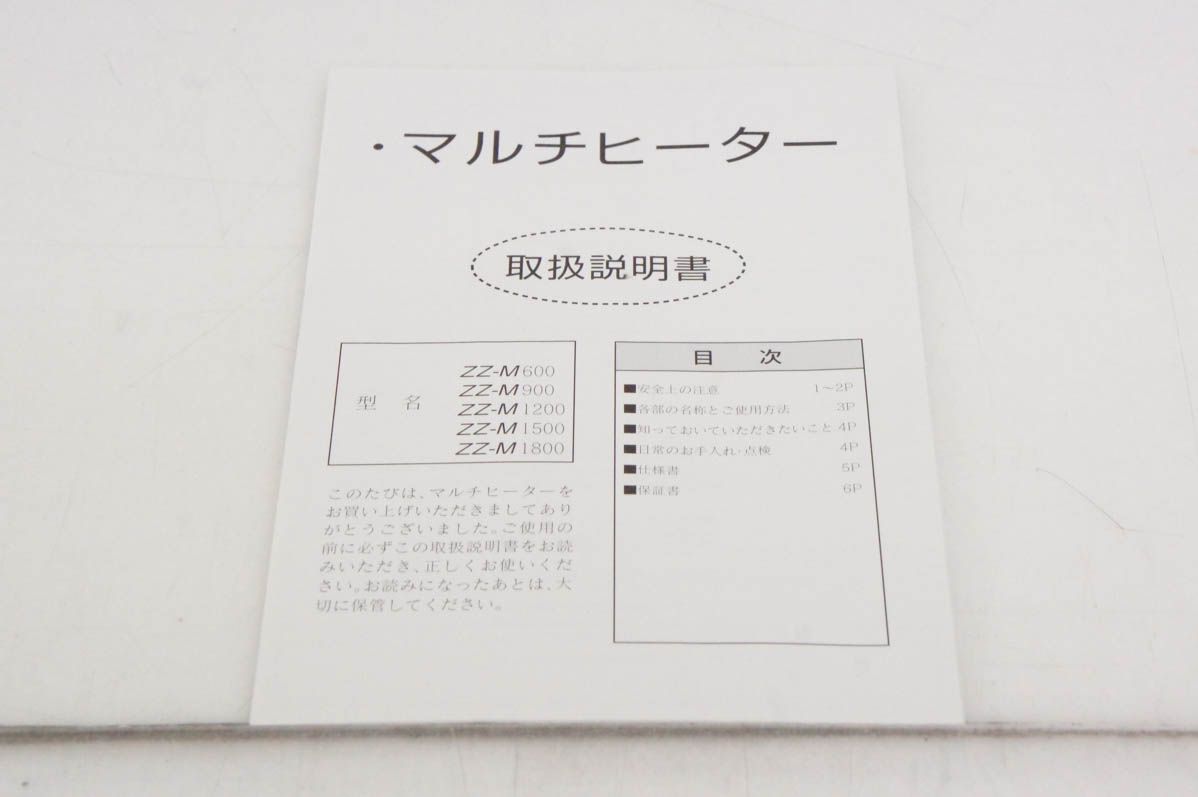 ・マルチヒーター
取扱説明書
型 名
ZZ-M600
ZZ-M900
ZZ-M1200
ZZ-M1500
ZZ-M1800
このたびは、マルチヒーターを
お買い上げいただきましてあり
がとうございました。ご使用の
前に必ずこの取扱説明書をお読
みいただき、正しくお使いくだ
さい。お読みになったあとは、大
切に保管してください。
目 次
■安全上の注意 1〜2P
■各部の名称とご使用方法 3P
■知っておいていただきたいこと 4P
■日常のお手入れ・点検 4P
■仕様書 5P
■保証書 6P